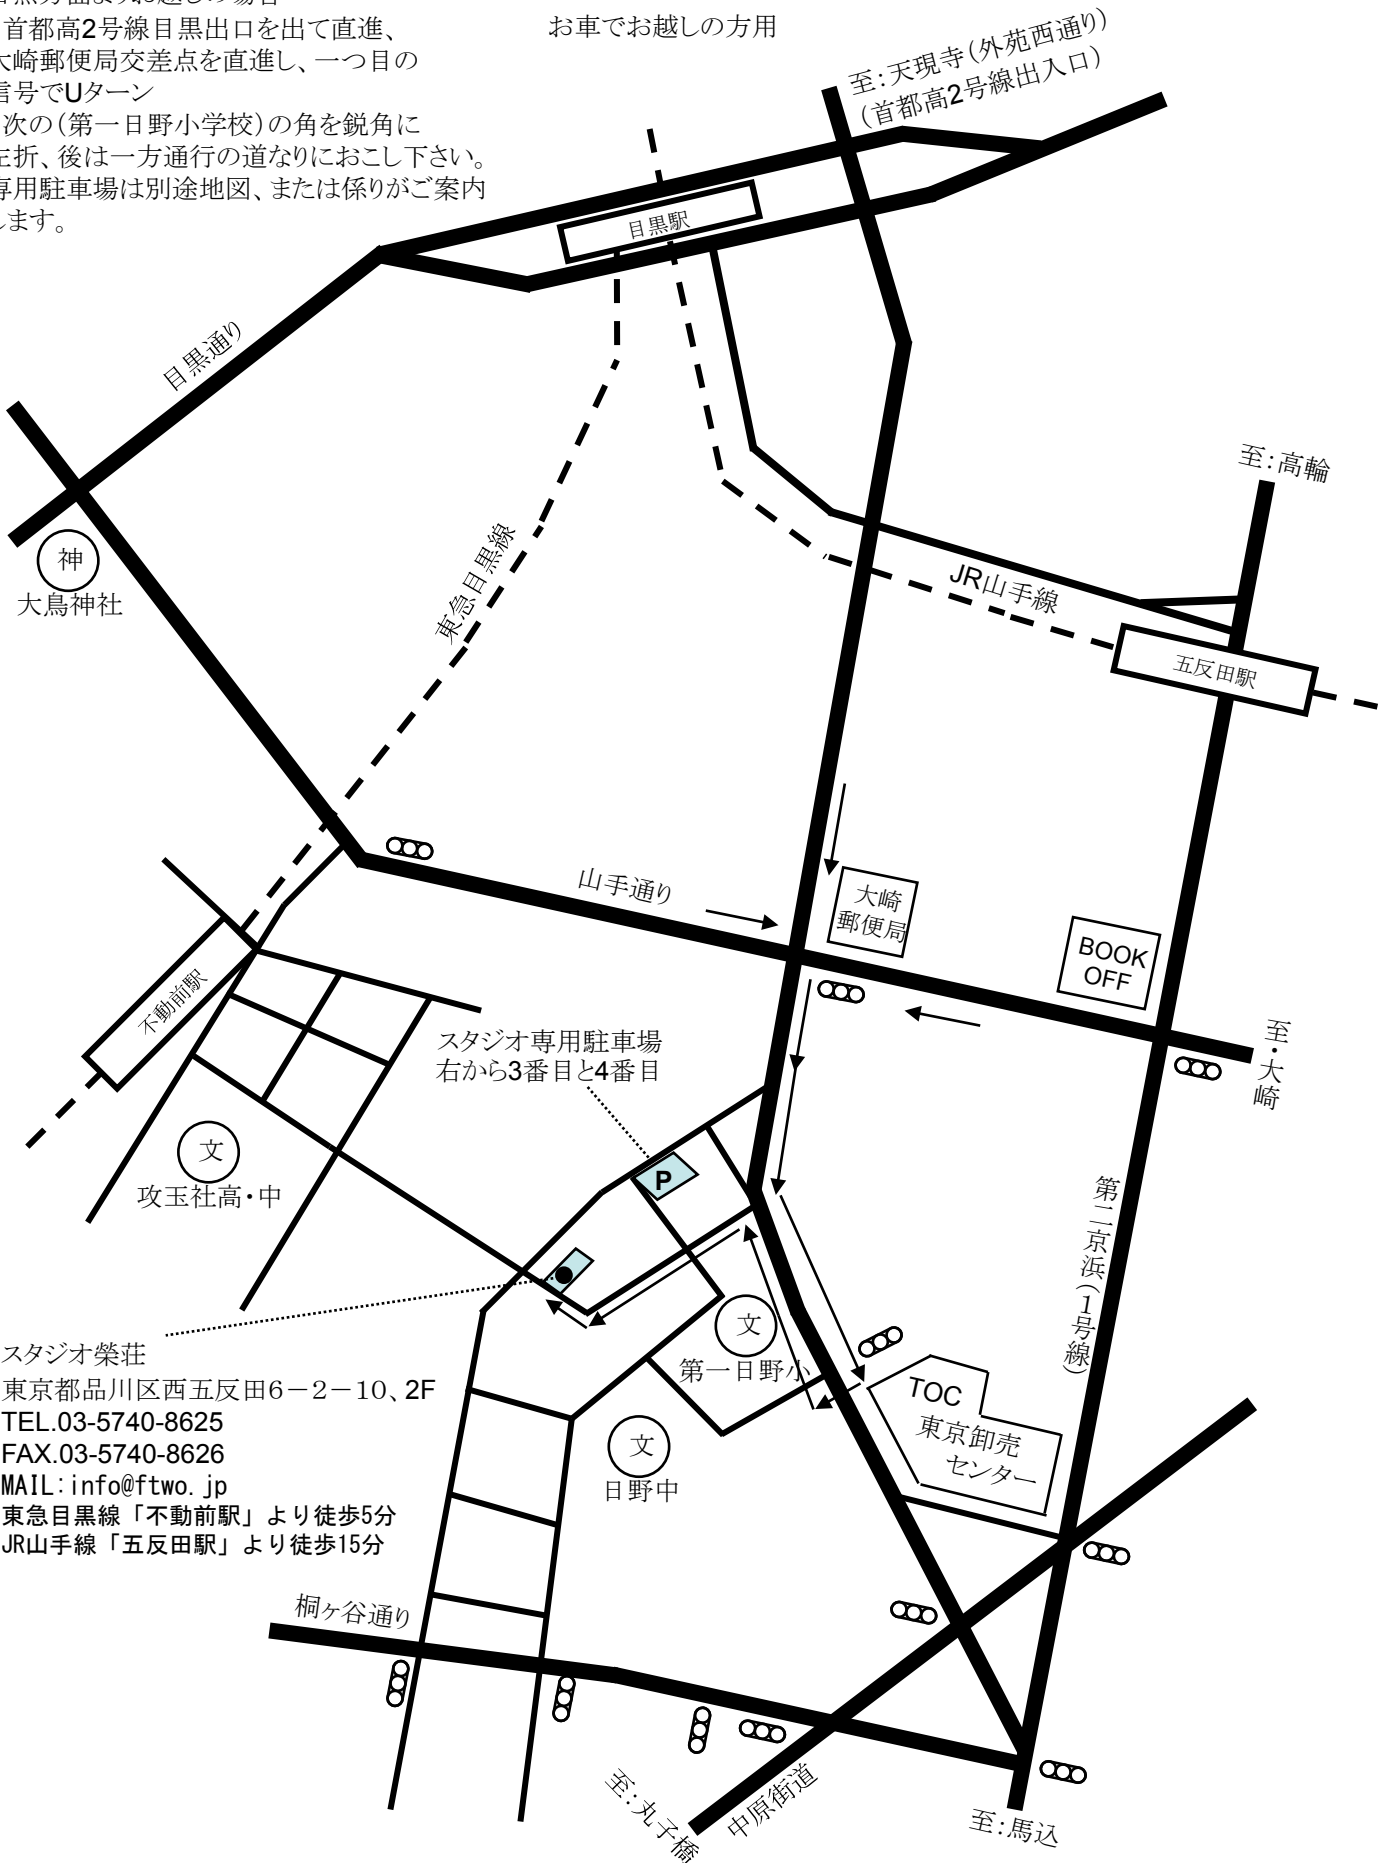 首都高2号線目黒出口を出て直進、
大崎郵便局交差点を直進し、一つ目の
信号でUターン
次の(第一日野小学校)の角を鋭角に
左折、後は一方通行の道なりにおこし下さい。
専用駐車場は別途地図、または係りがご案内
します。
お車でお越しの方用
至:天現寺(外苑西通り)
(首都高2号線出入口)
目黒駅
目黒通り
至:高輪
神
大鳥神社
東急目黒線
JR山手線
五反田駅
山手通り
大崎
郵便局
BOOK
OFF
不動前駅
至・大崎
スタジオ専用駐車場
右から3番目と4番目
文
攻玉社高・中
P
第二京浜(1号線)
文
第一日野小
スタジオ榮荘
東京都品川区西五反田6-2-10、2F
TEL.03-5740-8625
FAX.03-5740-8626
MAIL:info@ftwo.jp
東急目黒線「不動前駅」より徒歩5分
JR山手線「五反田駅」より徒歩15分
TOC
東京卸売
センター
文
日野中
桐ヶ谷通り
至:丸子橋
中原街道
至:馬込